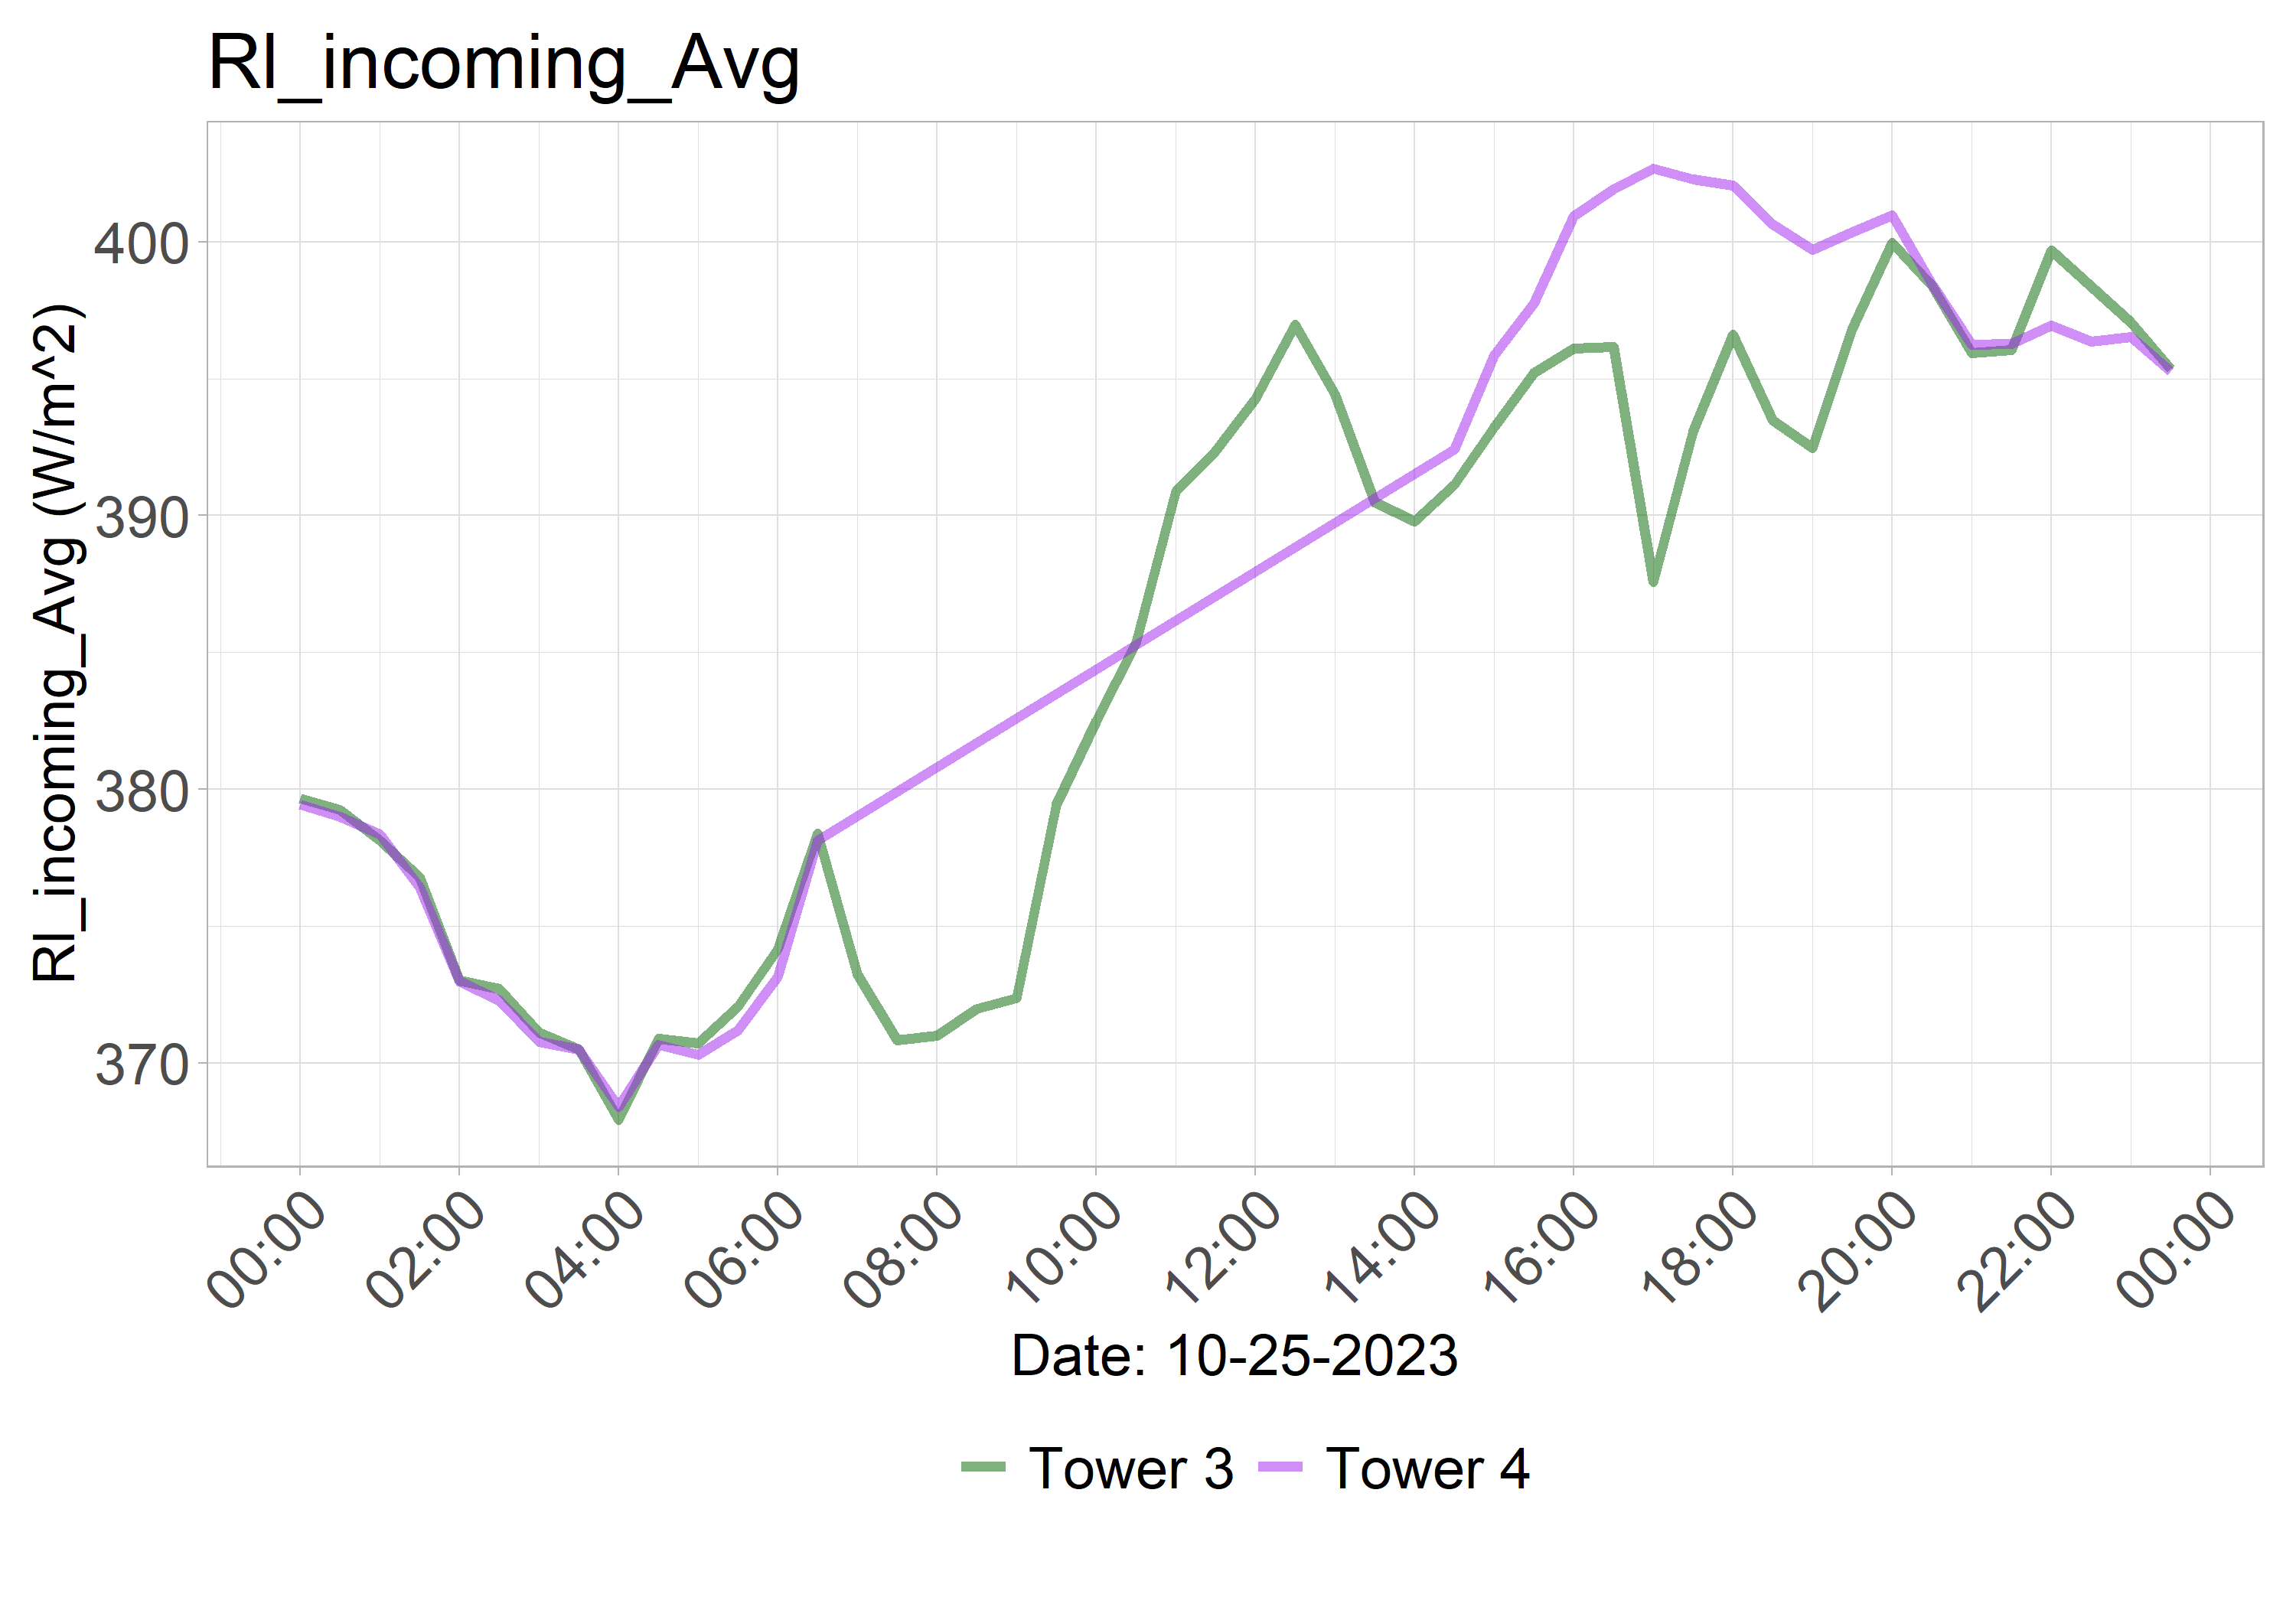 Rl_incoming_Avg
Rl_incoming_Avg (W/m^2)
400
390
380
370
00:00 02:00 04:00 06:00 08:00 10:00 12:00 14:00 16:00 18:00 20:00 22:00 00:00
Date: 10-25-2023
Tower 3 Tower 4